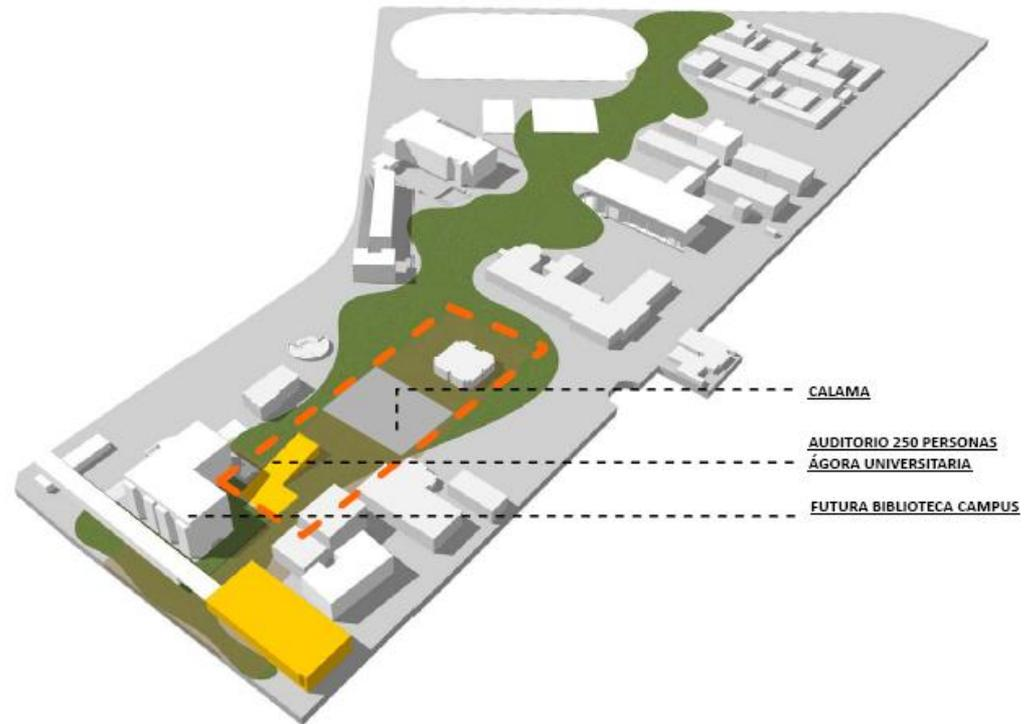 CALAMA
AUDITORIO 250 PERSONAS
ÁGORA UNIVERSITARIA
FUTURA BIBLIOTECA CAMPUS